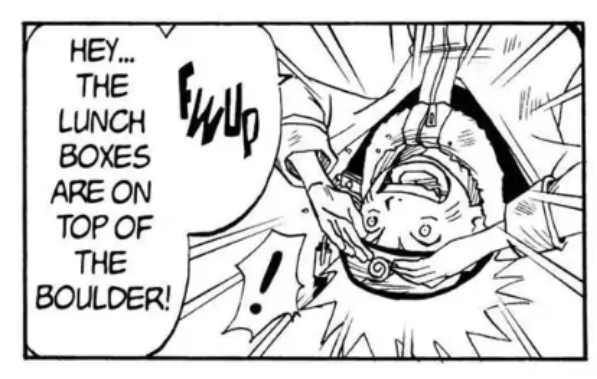 HEY...
THE
LUNCH
BOXES
ARE ON
TOP OF
THE
BOULDER!
FWUP
!